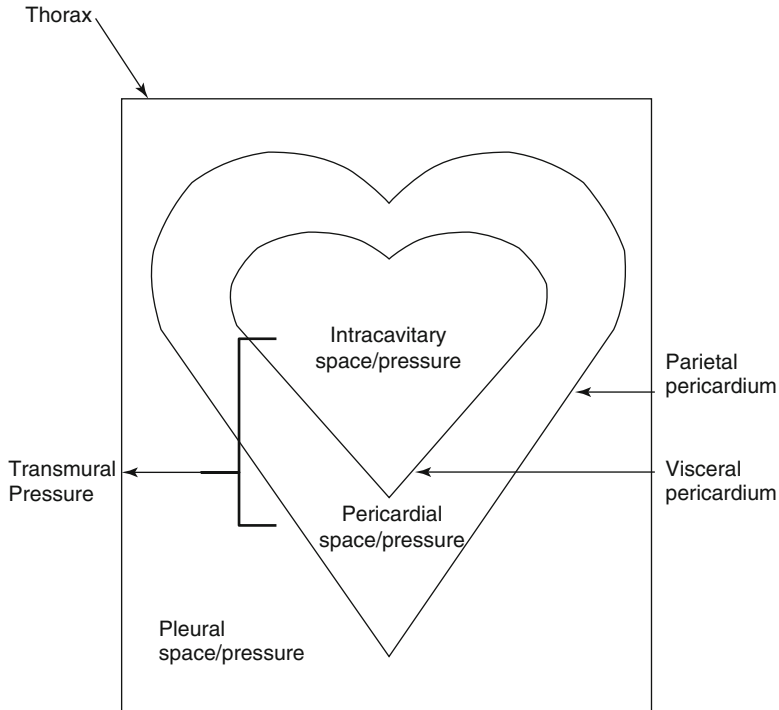 Thorax
Intracavitary
space/pressure
Parietal
pericardium
Transmural
Pressure
Visceral
pericardium
Pericardial
space/pressure
Pleural
space/pressure